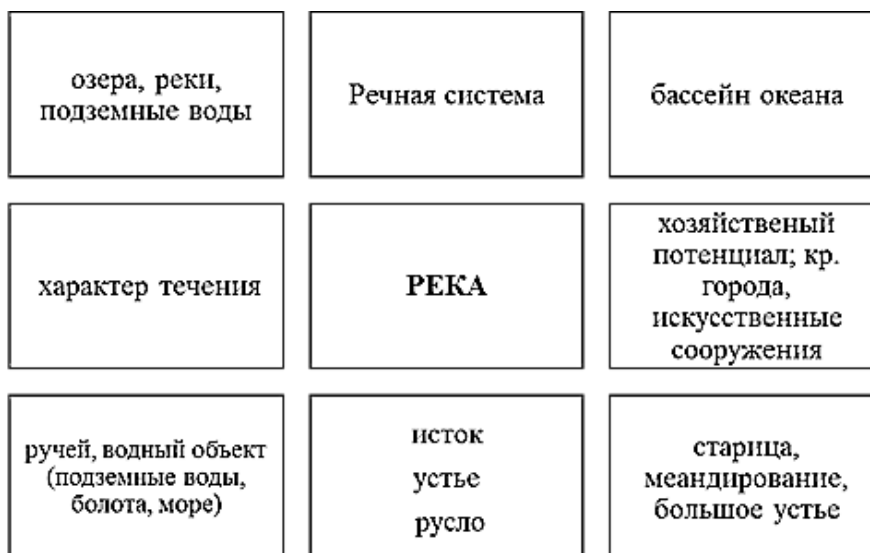 озера, реки,
подземные воды
Речная система
бассейн океана
характер течения
РЕКА
хозяйственый
потенциал; кр.
города,
искусственные
сооружения
ручей, водный объект
(подземные воды,
болота, море)
исток
устье
русло
старица,
меандирование,
большое устье